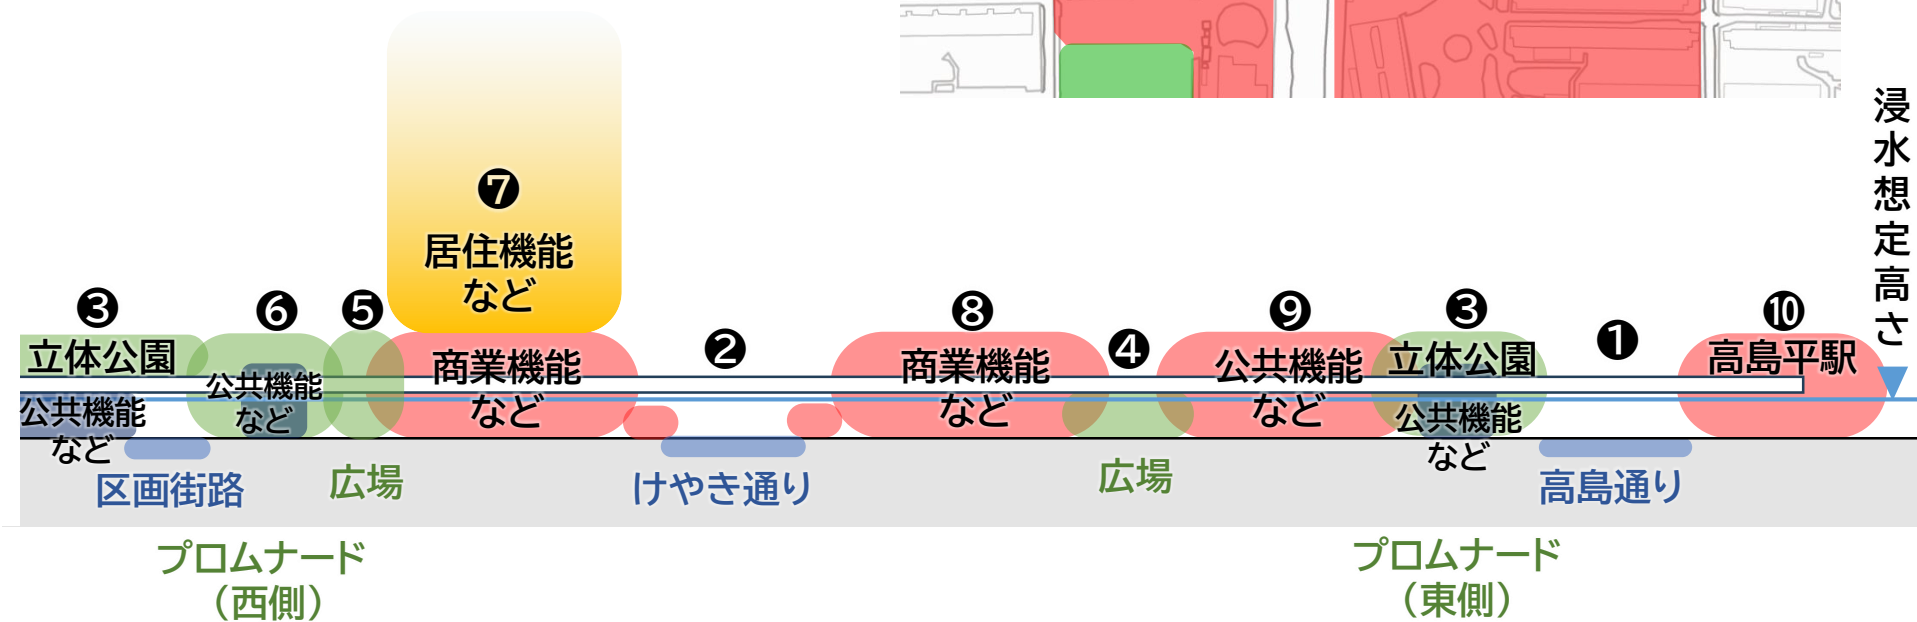 浸水想定高さ
❼
居住機能
など
❸
立体公園
公共機能
など
❻
公共機能
など
❺
商業機能
など
❷
❽
商業機能
など
❹
❾
公共機能
など
❸
立体公園
公共機能
など
❶
❿
高島平駅
区画街路
広場
けやき通り
広場
高島通り
プロムナード
（西側）
プロムナード
（東側）